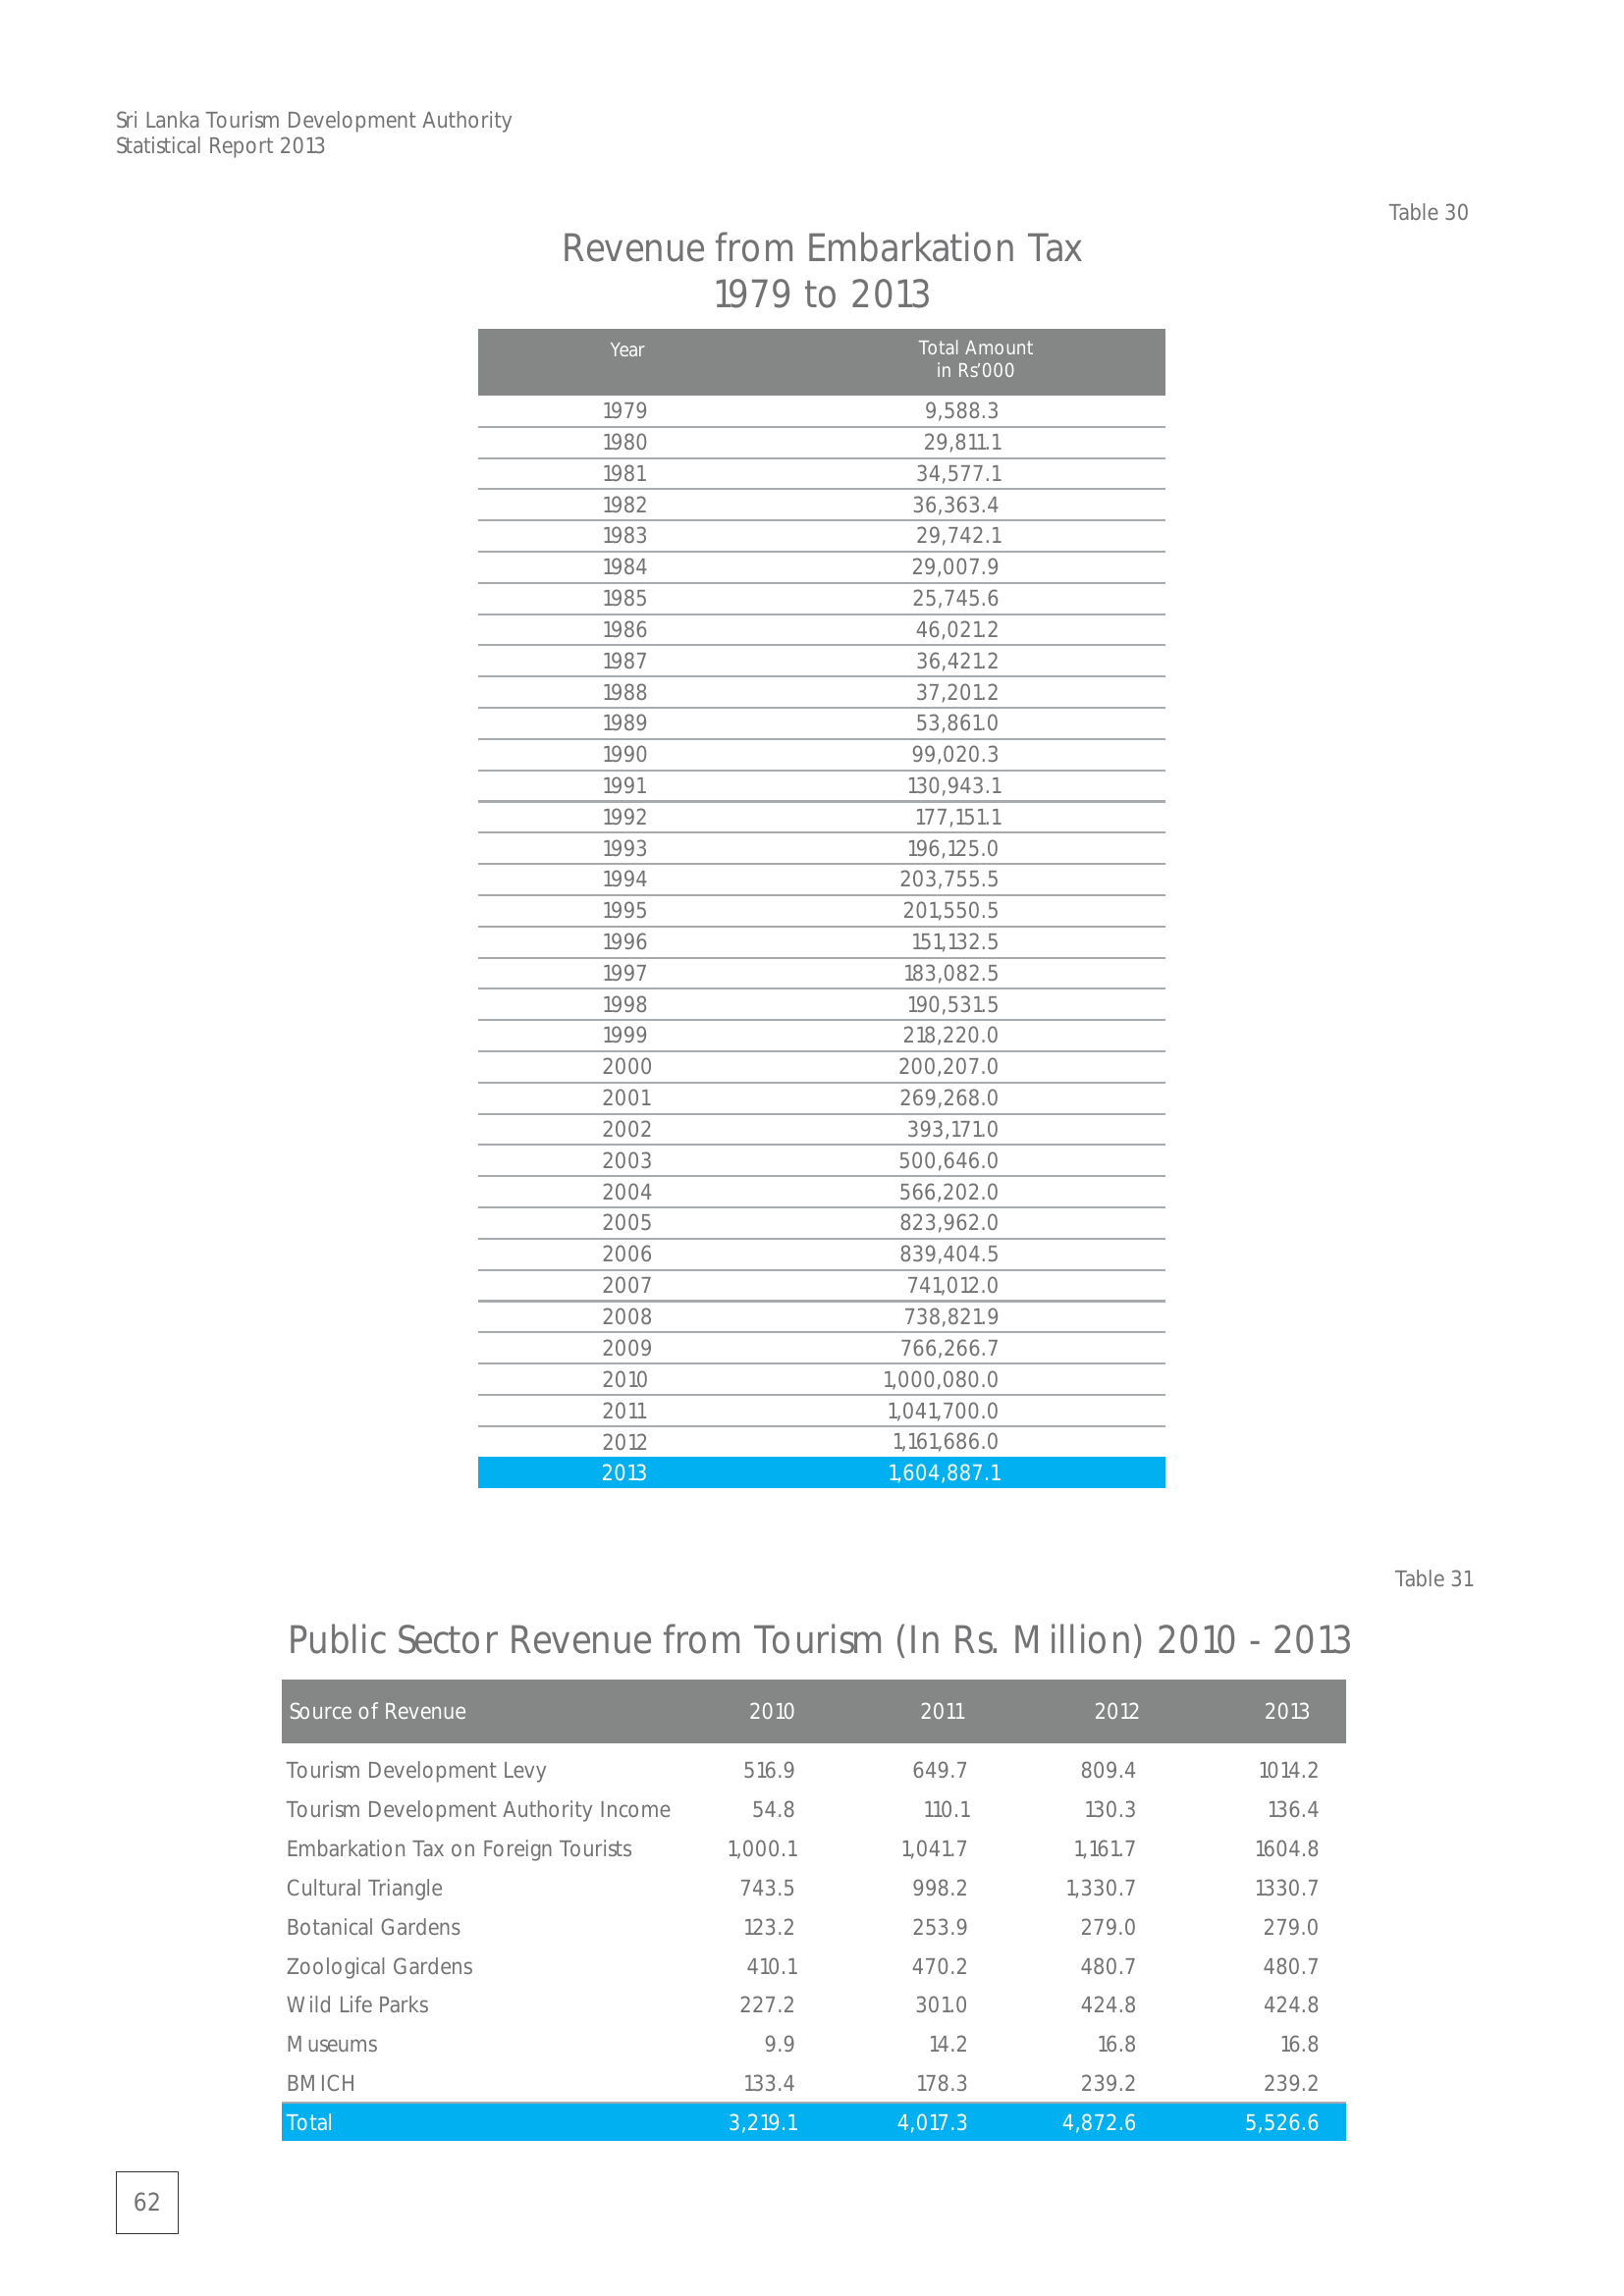 Sri Lanka Tourism Development Authority
Statistical Report 2013
Table 30
Revenue from Embarkation Tax
1979 to 2013
Year Total Amount
in Rs'000
1979 9,588.3
1980 29,811.1
1981 34,577.1
1982 36,363.4
1983 29,742.1
1984 29,007.9
1985 25,745.6
1986 46,021.2
1987 36,421.2
1988 37,201.2
1989 53,861.0
1990 99,020.3
1991 130,943.1
1992 177,151.1
1993 196,125.0
1994 203,755.5
1995 201,550.5
1996 151,132.5
1997 183,082.5
1998 190,531.5
1999 218,220.0
2000 200,207.0
2001 269,268.0
2002 393,171.0
2003 500,646.0
2004 566,202.0
2005 823,962.0
2006 839,404.5
2007 741,012.0
2008 738,821.9
2009 766,266.7
2010 1,000,080.0
2011 1,041,700.0
2012 1,161,686.0
2013 1,604,887.1
Table 31
Public Sector Revenue from Tourism (In Rs. Million) 2010 - 2013
Source of Revenue 2010 2011 2012 2013
Tourism Development Levy 516.9 649.7 809.4 1014.2
Tourism Development Authority Income 54.8 110.1 130.3 136.4
Embarkation Tax on Foreign Tourists 1,000.1 1,041.7 1,161.7 1604.8
Cultural Triangle 743.5 998.2 1,330.7 1330.7
Botanical Gardens 123.2 253.9 279.0 279.0
Zoological Gardens 410.1 470.2 480.7 480.7
Wild Life Parks 227.2 301.0 424.8 424.8
Museums 9.9 14.2 16.8 16.8
BMICH 133.4 178.3 239.2 239.2
Total 3,219.1 4,017.3 4,872.6 5,526.6
62